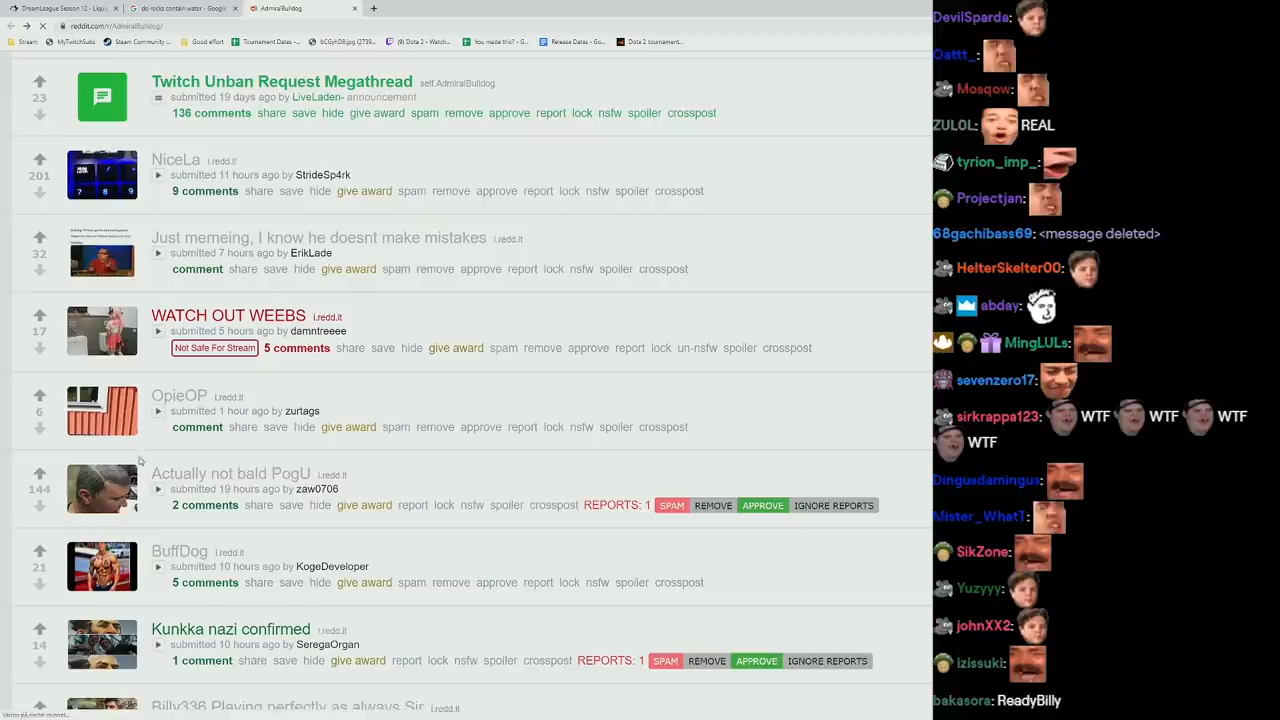 DreamLeague Season 12 - Liqui
do rocks contain water - Google
AdmiralBulldog
reddit.com/r/AdmiralBulldog/
Stream
MyTwitchSubs
Steam Community :...
Good effort
Tournament Dates -...
(9) Dota 2 - Watch...
You made this? - G...
Release Dates - Go...
Dota 2 tournament...
Twitch Unban Request Megathread self.AdmiralBulldog
23
submitted 19 days ago by LiveLaden- announcement
136 comments share save hide give award spam remove approve report lock nsfw spoiler crosspost
NiceLa i.redd.it
201
submitted 11 hours ago by
9 comments share save hide give award spam remove approve report lock nsfw spoiler crosspost
7 8 9
Just memeing, I know he doesnt make mistakes i.redd.it
32
submitted 7 hours ago by ErikLade
comment share save hide give award spam remove approve report lock nsfw spoiler crosspost
WATCH OUT WEEBS i.redd.it
17
submitted 5 hours ago by damntreeee
Not Safe For Stream 5 comments share save hide give award spam remove approve report lock un-nsfw spoiler crosspost
OpieOP i.redd.it
6
submitted 1 hour ago by zurtags
comment share save hide give award spam remove approve report lock nsfw spoiler crosspost
Actually not bald PogU i.redd.it
144
submitted 19 hours ago by zaw0706
2 comments share save hide give award report lock nsfw spoiler crosspost REPORTS: 1 SPAM REMOVE APPROVE IGNORE REPORTS
BuffDog i.redd.it
submitted 10 hours ago by
5 comments share save hide give award spam remove approve report lock nsfw spoiler crosspost
Kunkka nazi confirmed i.redd.it
14
submitted 10 hours ago by
1 comment share save hide give award report lock nsfw spoiler crosspost REPORTS: 1 SPAM REMOVE APPROVE IGNORE REPORTS
i.redd.it
DevilSparda:
Oattt_:
Mosqow:
ZULOL: REAL
tyrion_imp_:
Projectjan:
68gachibass69: <message deleted>
HelterSkelter00:
abday:
MingLULs:
sevenzero17:
sirkrappa123: WTF WTF WTF
WTF
Dingusdamingus:
Mister_WhatT:
SikZone:
Yuzyyy:
johnXX2:
izissuki:
bakasora: ReadyBilly